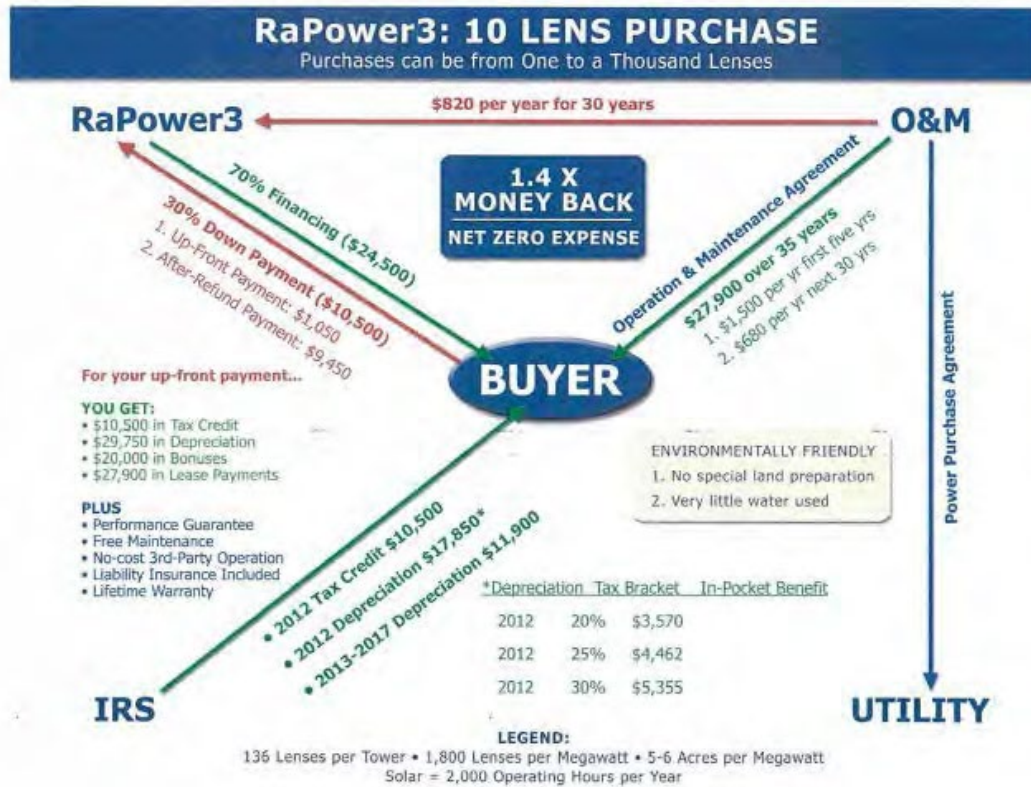 RaPower3: 10 LENS PURCHASE
Purchases can be from One to a Thousand Lenses
$820 per year for 30 years
RaPower3
O&M
1.4 X
MONEY BACK
NET ZERO EXPENSE
70% Financing ($24,500)
30% Down Payment ($10,500)
1. Up-Front Payment: $1,050
2. After-Refund Payment: $9,450
Operation & Maintenance Agreement
$27,900 over 35 years
1. $1,500 per yr first five yrs
2. $680 per yr next 30 yrs
Power Purchase Agreement
BUYER
For your up-front payment...
YOU GET:
• $10,500 in Tax Credit
• $29,750 in Depreciation
• $20,000 in Bonuses
• $27,900 in Lease Payments
PLUS
• Performance Guarantee
• Free Maintenance
• No-cost 3rd-Party Operation
• Liability Insurance Included
• Lifetime Warranty
ENVIRONMENTALLY FRIENDLY
1. No special land preparation
2. Very little water used
• 2012 Tax Credit $10,500
• 2012 Depreciation $17,850*
• 2013-2017 Depreciation $11,900
*Depreciation Tax Bracket In-Pocket Benefit
2012 20% $3,570
2012 25% $4,462
2012 30% $5,355
IRS
UTILITY
LEGEND:
136 Lenses per Tower • 1,800 Lenses per Megawatt • 5-6 Acres per Megawatt
Solar = 2,000 Operating Hours per Year